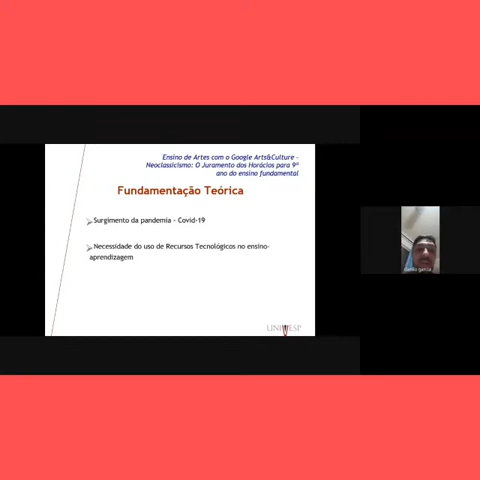 Ensino de Artes com o Google Arts&Culture -
Neoclassicismo: O Juramento dos Horácios para 9º
ano do ensino fundamental
Fundamentação Teórica
Surgimento da pandemia - Covid-19
Necessidade do uso de Recursos Tecnológicos no ensino-
aprendizagem
UNIVESP
garcia